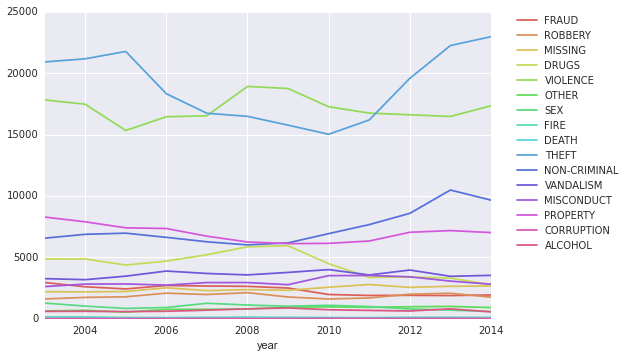 25000
20000
15000
10000
5000
0
2004
2006
2008
2010
2012
2014
year
FRAUD
ROBBERY
MISSING
DRUGS
VIOLENCE
OTHER
SEX
FIRE
DEATH
THEFT
NON-CRIMINAL
VANDALISM
MISCONDUCT
PROPERTY
CORRUPTION
ALCOHOL